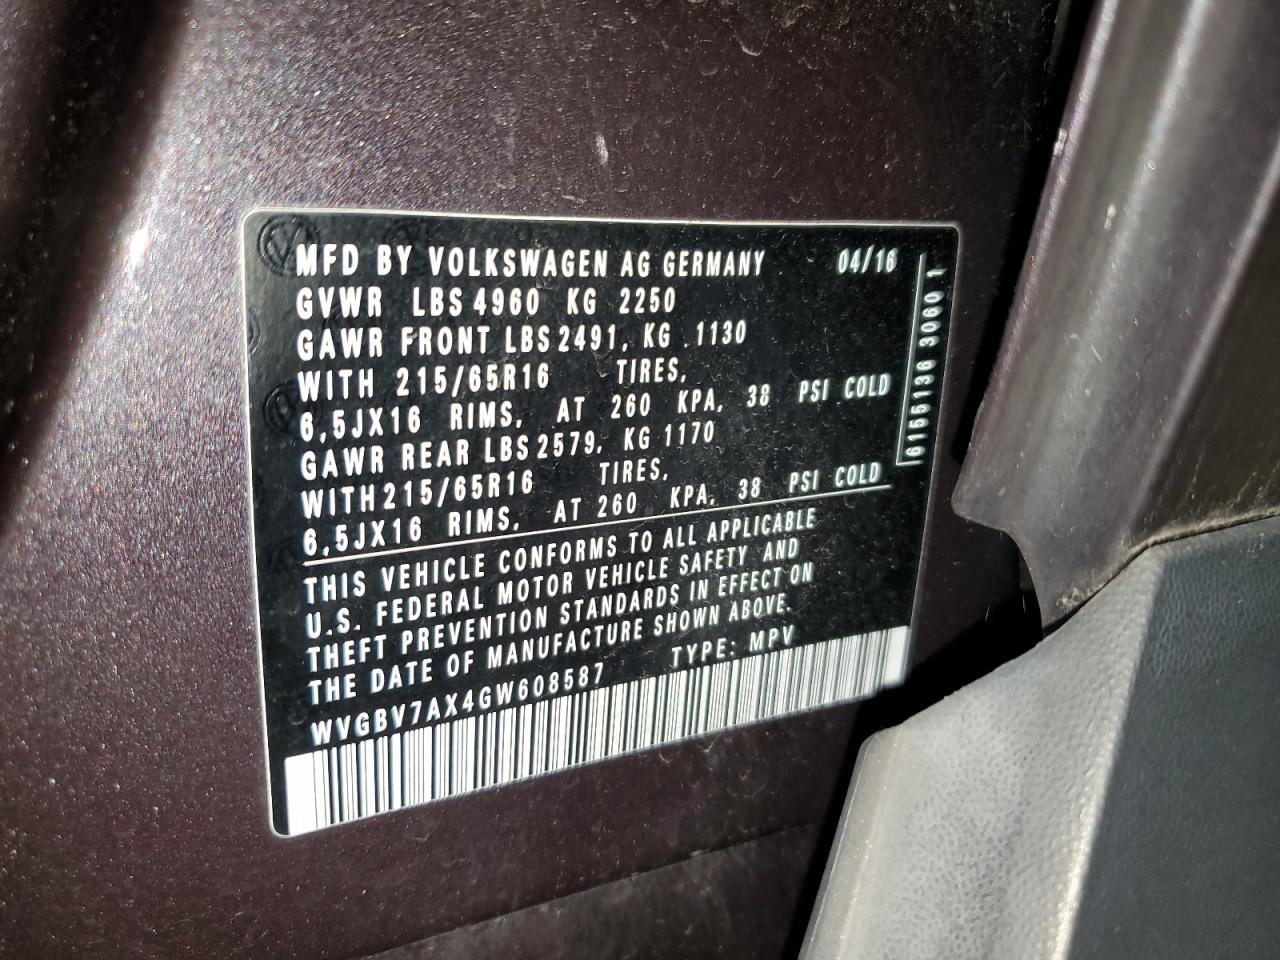 MFD BY VOLKSWAGEN AG GERMANY 04/16
GVWR LBS 4960 KG 2250
GAWR FRONT LBS 2491, KG 1130
WITH 215/65R16 TIRES,
6,5JX16 RIMS, AT 260 KPA, 38 PSI COLD
GAWR REAR LBS 2579, KG 1170
WITH 215/65R16 TIRES,
6,5JX16 RIMS, AT 260 KPA, 38 PSI COLD
THIS VEHICLE CONFORMS TO ALL APPLICABLE
U.S. FEDERAL MOTOR VEHICLE SAFETY AND
THEFT PREVENTION STANDARDS IN EFFECT ON
THE DATE OF MANUFACTURE SHOWN ABOVE.
WVGBV7AX4GW608587 TYPE: MPV
6155136 3060 1